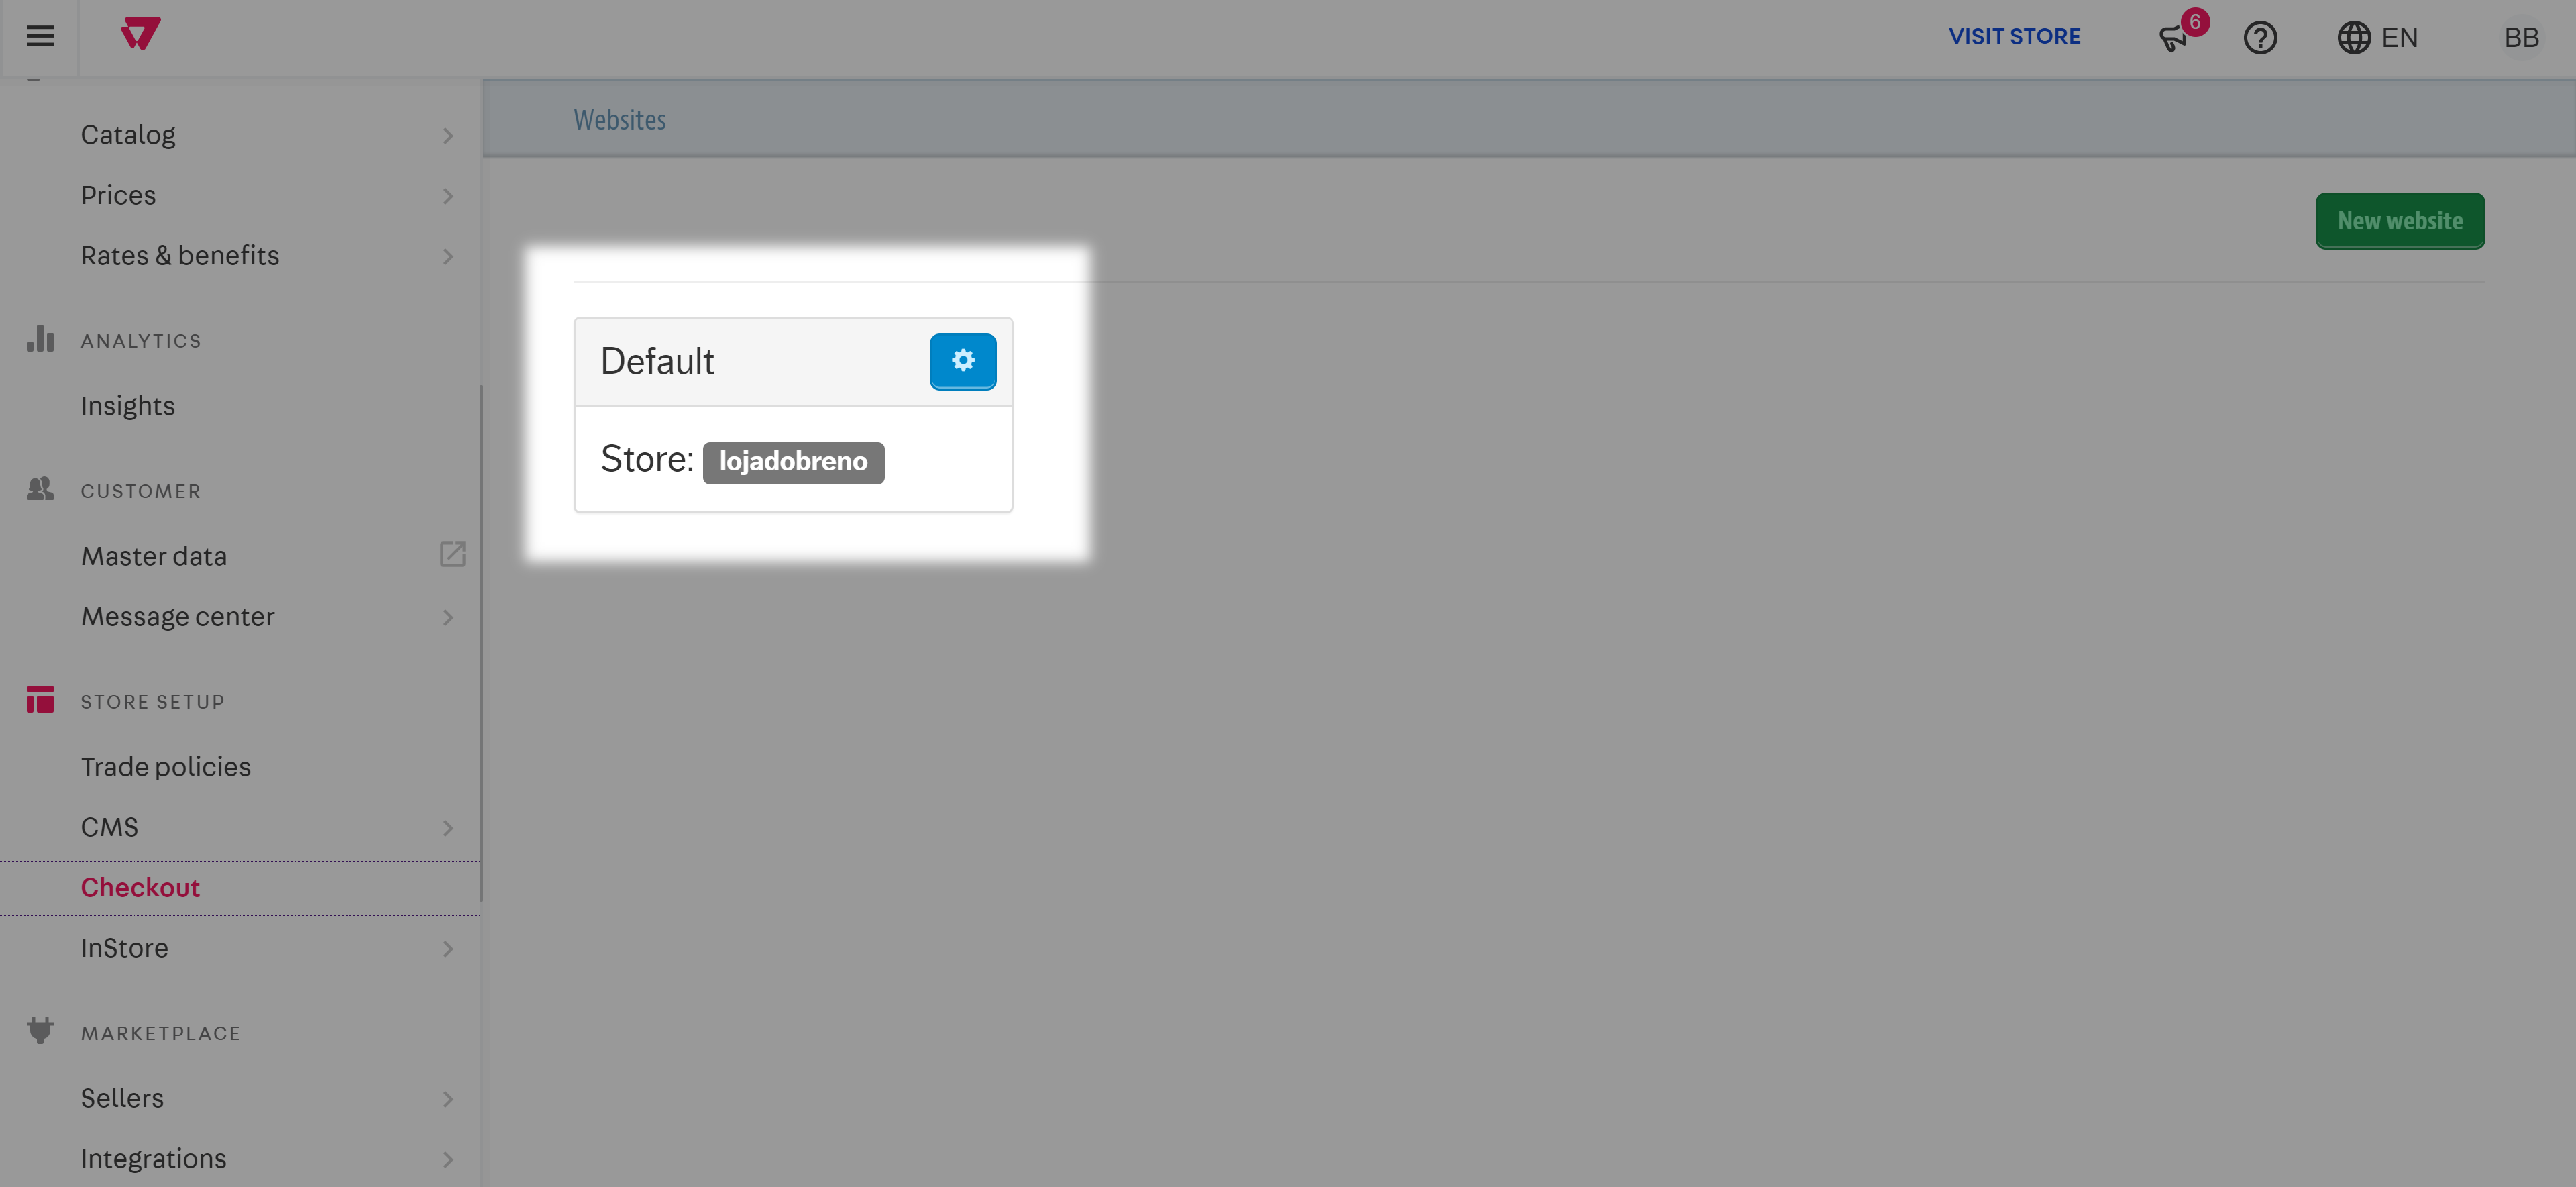 VISIT STORE
6
EN
BB
Catalog
Prices
Rates & benefits
ANALYTICS
Insights
CUSTOMER
Master data
Message center
STORE SETUP
Trade policies
CMS
Checkout
InStore
MARKETPLACE
Sellers
Integrations
Websites
New website
Default
Store: lojadobreno